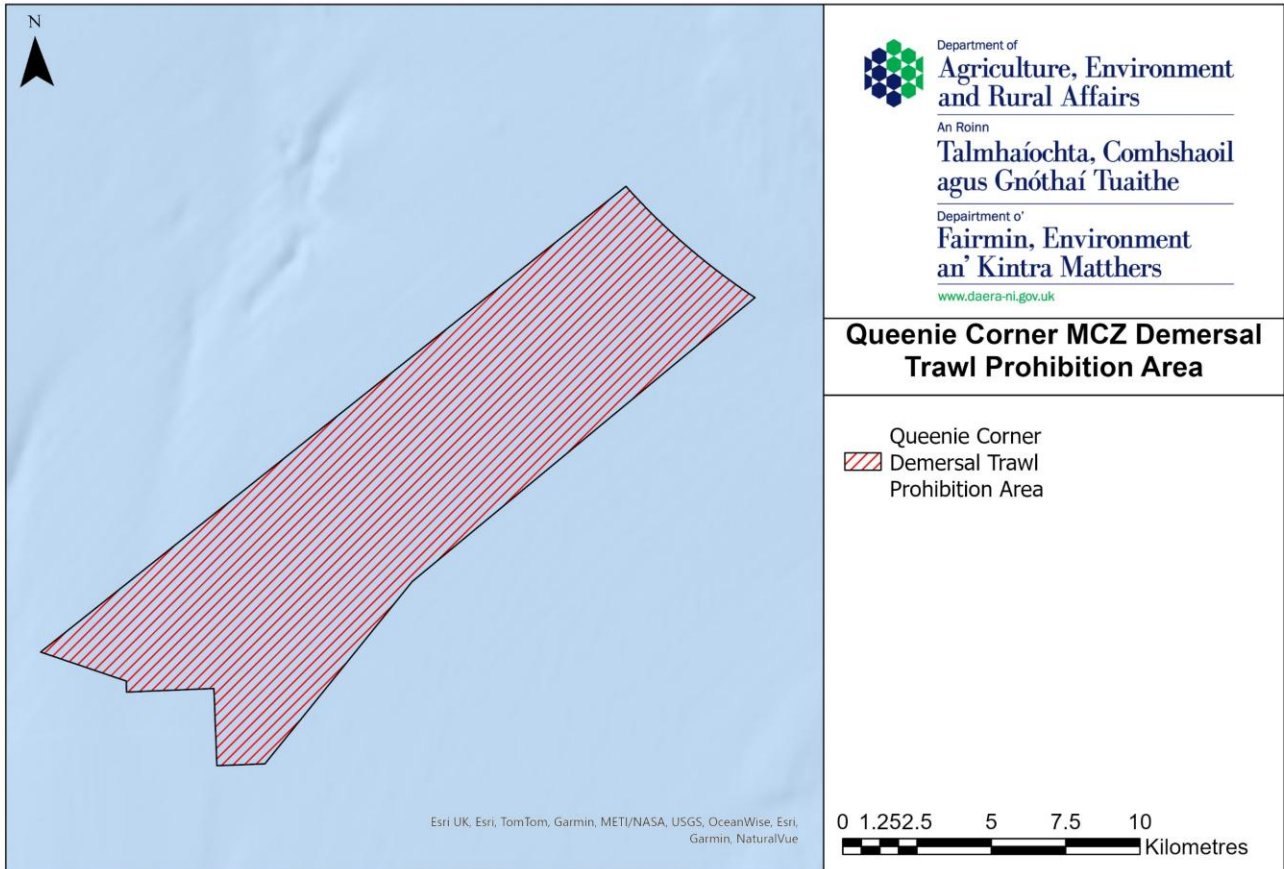 N
Department of
Agriculture, Environment
and Rural Affairs
An Roinn
Talmhaíochta, Comhshaoil
agus Gnóthaí Tuaithe
Depairtment o'
Fairmin, Environment
an' Kintra Matthers
www.daera-ni.gov.uk
Queenie Corner MCZ Demersal
Trawl Prohibition Area
Queenie Corner
Demersal Trawl
Prohibition Area
Esri UK, Esri, TomTom, Garmin, METI/NASA, USGS, OceanWise, Esri,
Garmin, NaturalVue
0 1.252.5 5 7.5 10
Kilometres